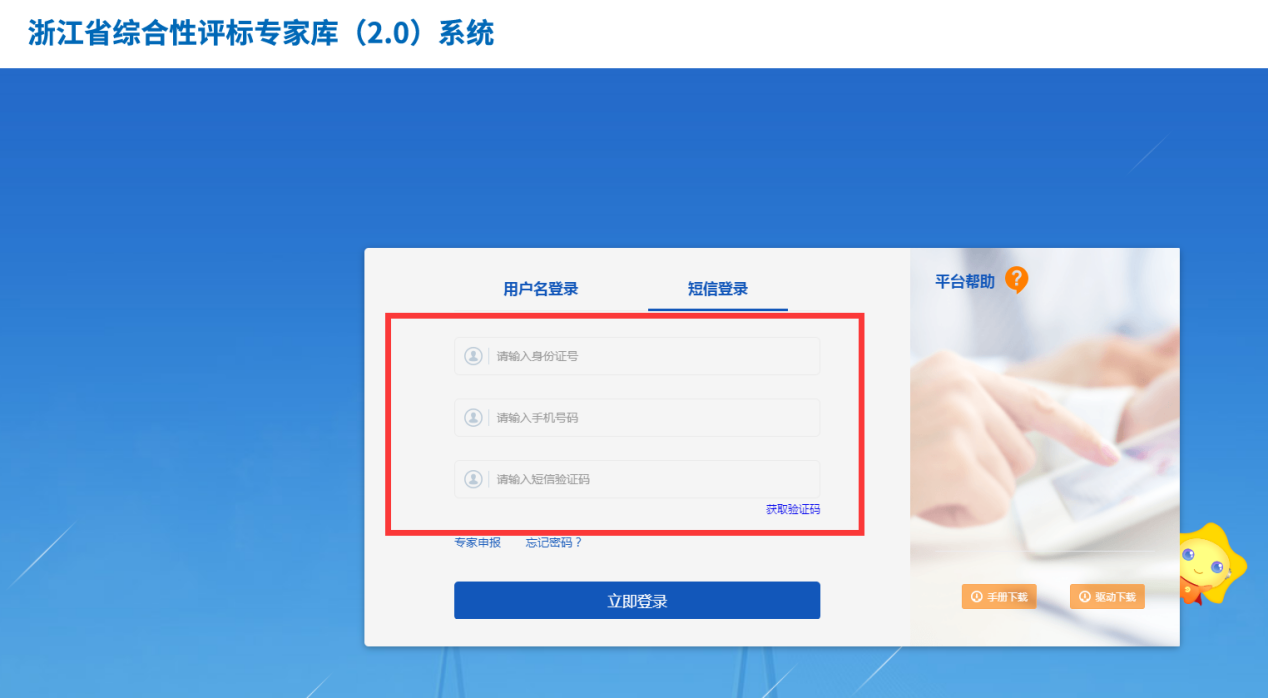 浙江省综合性评标专家库（2.0）系统
用户名登录 短信登录
平台帮助 ?
请输入身份证号
请输入手机号码
请输入短信验证码
获取验证码
专家申报 忘记密码？
立即登录
手册下载 驱动下载